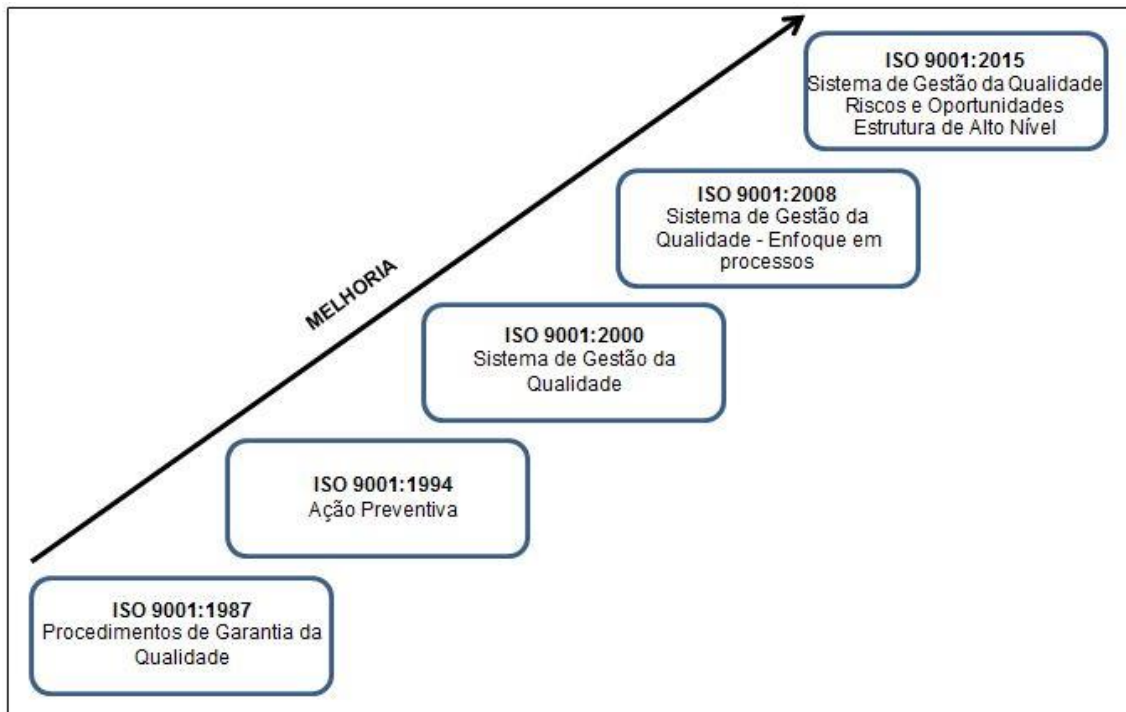 ISO 9001:2015
Sistema de Gestão da Qualidade
Riscos e Oportunidades
Estrutura de Alto Nível
ISO 9001:2008
Sistema de Gestão da
Qualidade - Enfoque em
processos
MELHORIA
ISO 9001:2000
Sistema de Gestão da
Qualidade
ISO 9001:1994
Ação Preventiva
ISO 9001:1987
Procedimentos de Garantia da
Qualidade